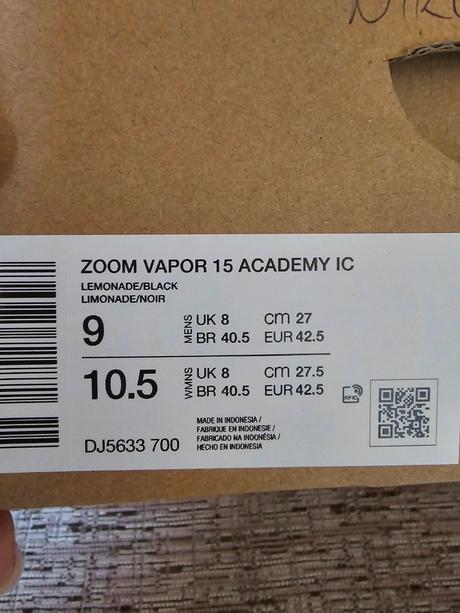 ZOOM VAPOR 15 ACADEMY IC
LEMONADE/BLACK
LIMONADE/NOIR
9 MENS UK 8 cm 27
BR 40.5 EUR 42.5
10.5 WMNS UK 8 cm 27.5
BR 40.5 EUR 42.5
RFID
DJ5633 700
MADE IN INDONESIA /
FABRIQUE EN INDONESIE /
FABRICADO NA INDONÉSIA /
HECHO EN INDONESIA